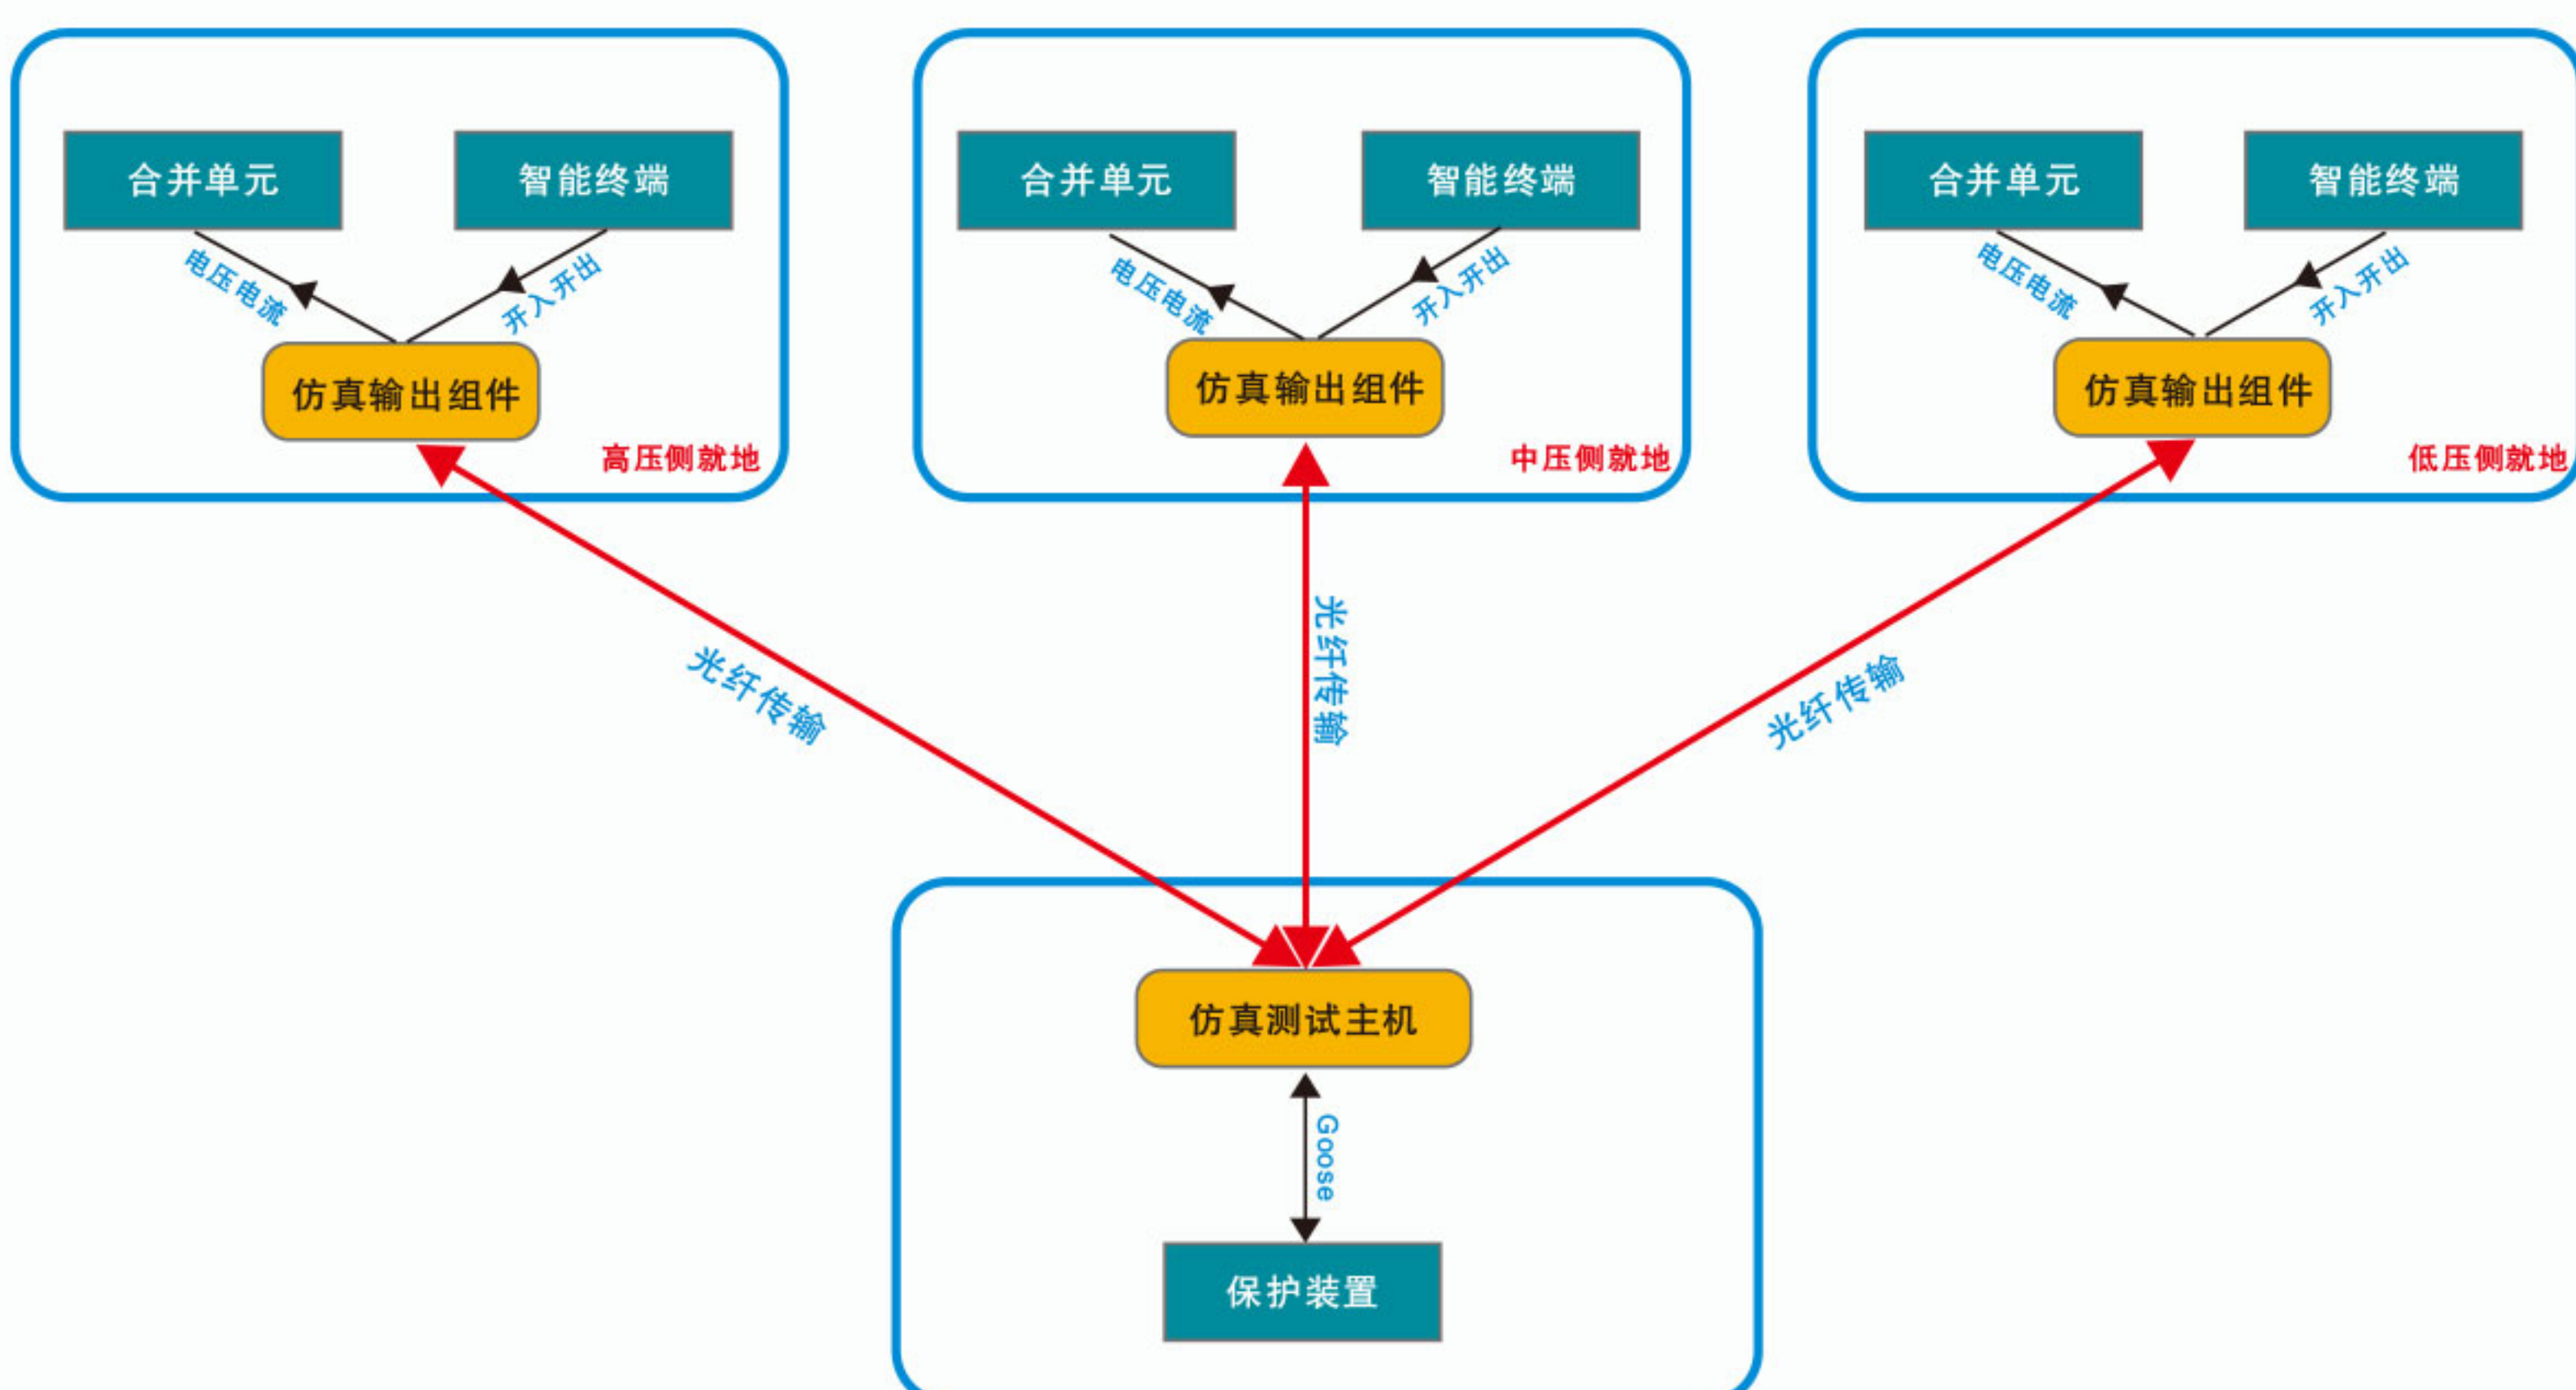 合并单元
智能终端
电压电流
开入开出
仿真输出组件
高压侧就地
合并单元
智能终端
电压电流
开入开出
仿真输出组件
中压侧就地
合并单元
智能终端
电压电流
开入开出
仿真输出组件
低压侧就地
光纤传输
光纤传输
光纤传输
仿真测试主机
Goose
保护装置